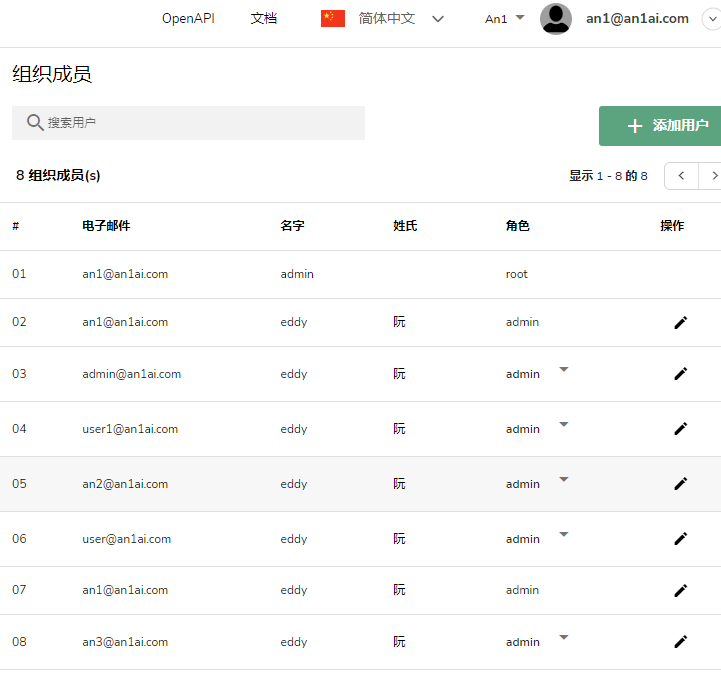 OpenAPI 文档 简体中文 An1 an1@an1ai.com
组织成员
搜索用户
添加用户
8 组织成员(s)
显示 1 - 8 的 8
# 电子邮件 名字 姓氏 角色 操作
01 an1@an1ai.com admin root
02 an1@an1ai.com eddy 阮 admin
03 admin@an1ai.com eddy 阮 admin
04 user1@an1ai.com eddy 阮 admin
05 an2@an1ai.com eddy 阮 admin
06 user@an1ai.com eddy 阮 admin
07 an1@an1ai.com eddy 阮 admin
08 an3@an1ai.com eddy 阮 admin